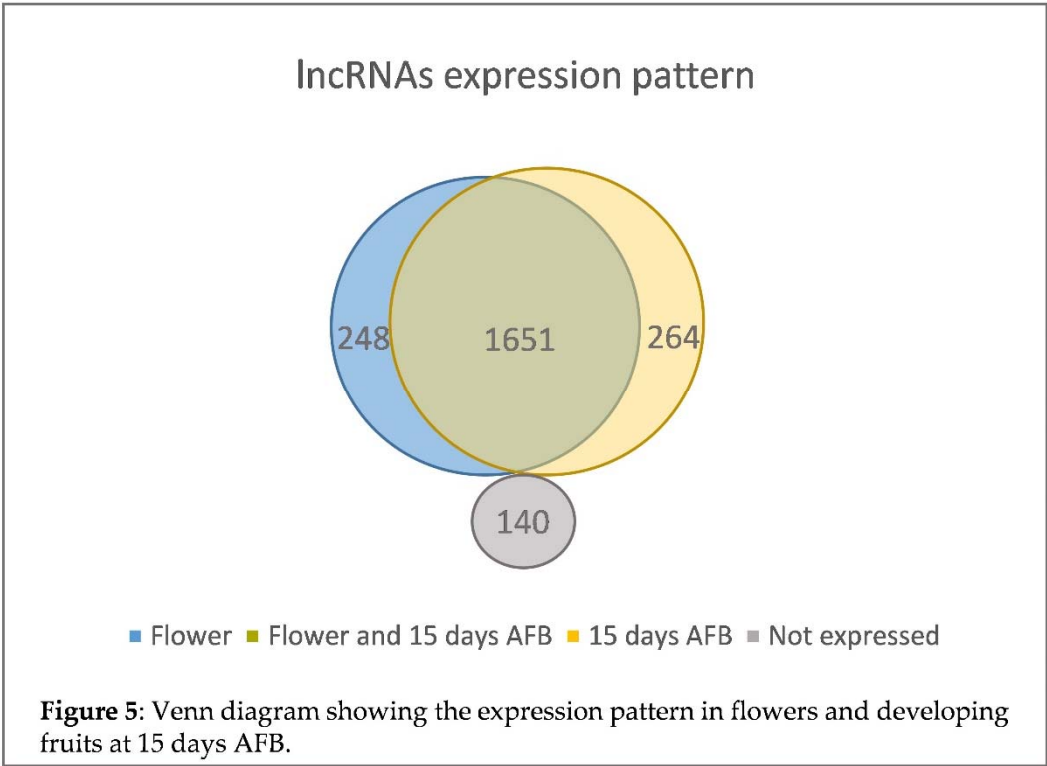 lncRNAs expression pattern
248 1651 264
140
Flower Flower and 15 days AFB 15 days AFB Not expressed
Figure 5: Venn diagram showing the expression pattern in flowers and developing
fruits at 15 days AFB.